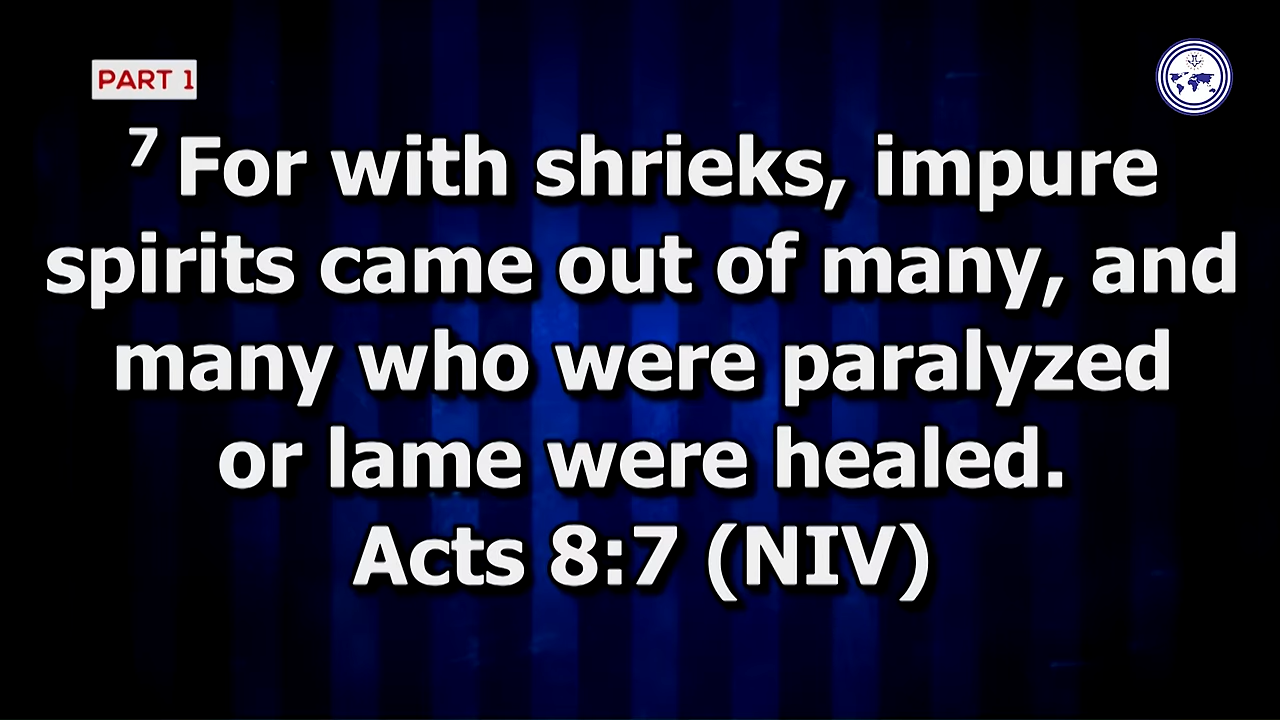 PART 1
7 For with shrieks, impure
spirits came out of many, and
many who were paralyzed
or lame were healed.
Acts 8:7 (NIV)